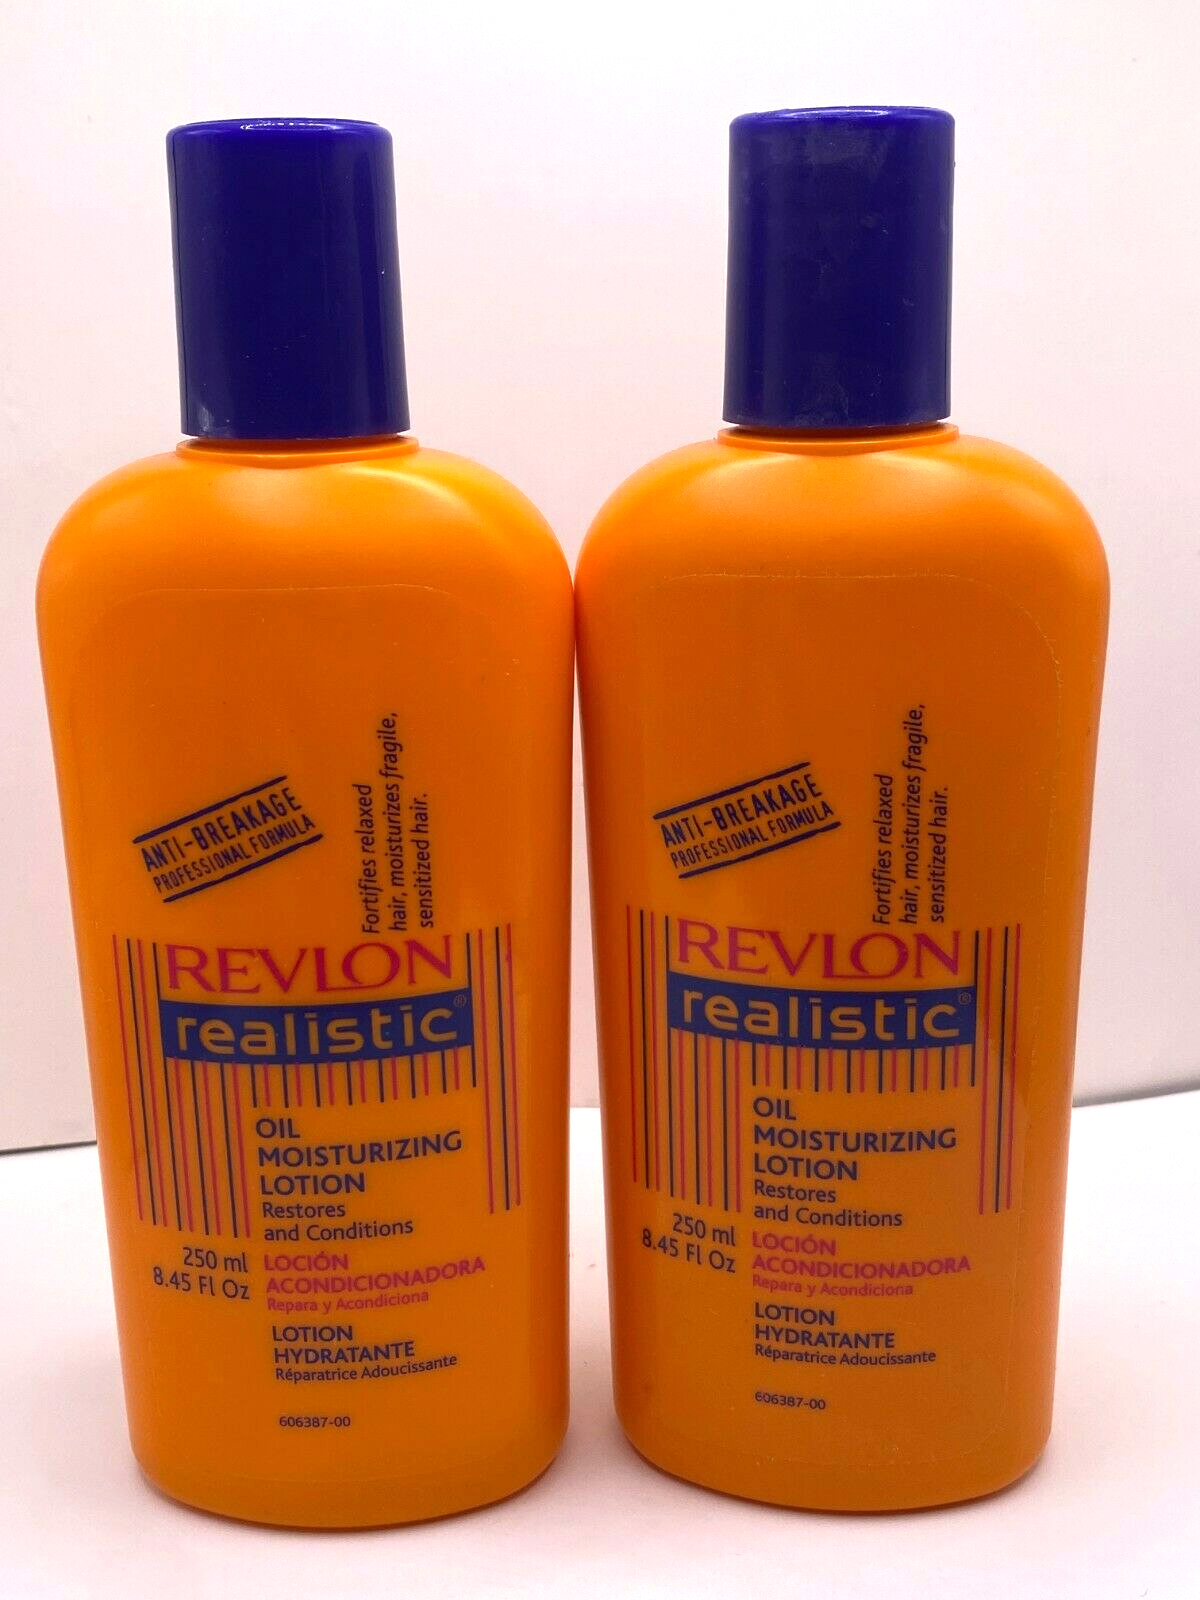 ANTI-BREAKAGE
PROFESSIONAL FORMULA
Fortifies relaxed
hair, moisturizes fragile,
sensitized hair.
REVLON
realistic®
OIL
MOISTURIZING
LOTION
Restores
and Conditions
250 ml
8.45 Fl Oz
LOCIÓN
ACONDICIONADORA
Repara y Acondiciona
LOTION
HYDRATANTE
Réparatrice Adoucissante
606387-00
ANTI-BREAKAGE
PROFESSIONAL FORMULA
Fortifies relaxed
hair, moisturizes fragile,
sensitized hair.
REVLON
realistic®
OIL
MOISTURIZING
LOTION
Restores
and Conditions
250 ml
8.45 Fl Oz
LOCIÓN
ACONDICIONADORA
Repara y Acondiciona
LOTION
HYDRATANTE
Réparatrice Adoucissante
606387-00